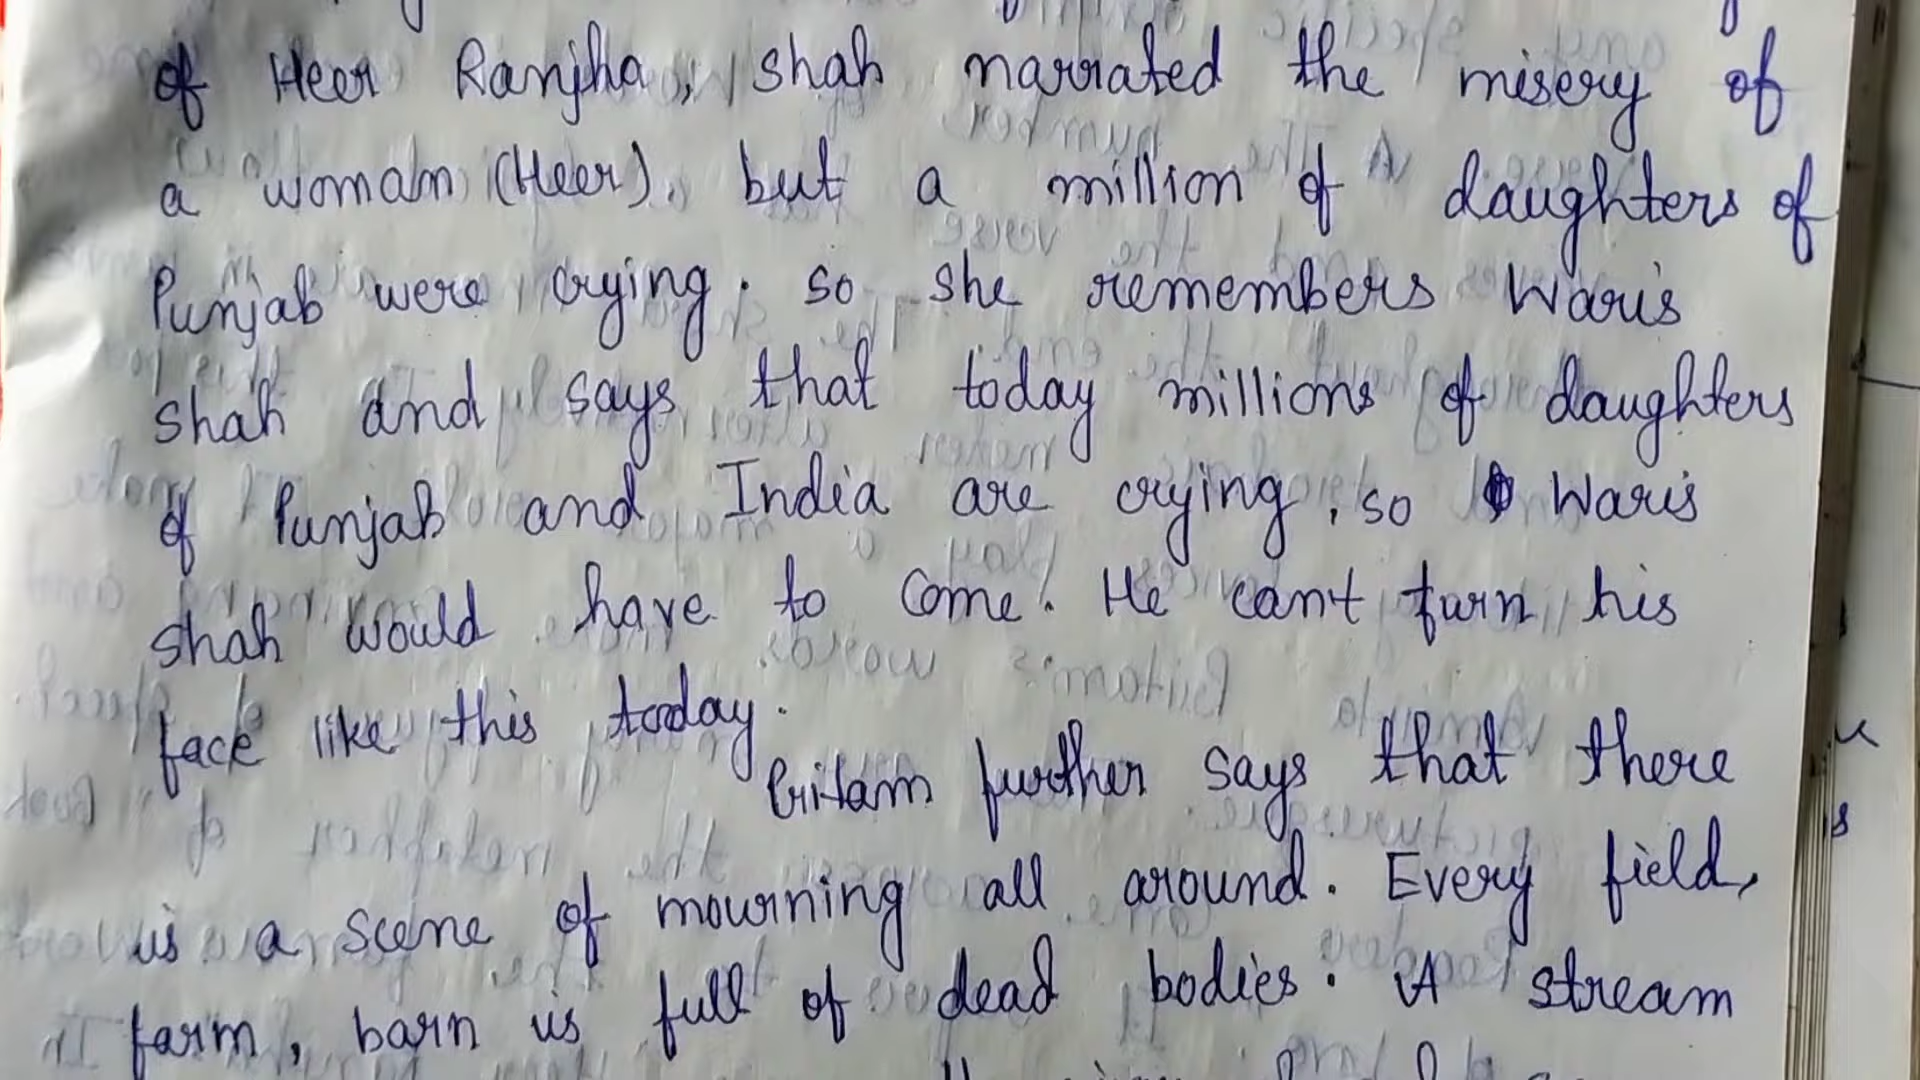 of Heer Ranjha, Shah narrated the misery of
a womam (Heer), but a million of daughters of
Punjab were crying. So she remembers Waris
Shah and says that today millions of daughters
of Punjab and India are crying, so Waris
Shah would have to come. He cant turn his
face like this today.
Pritam further says that there
is a scene of mourning all around. Every field,
farm, barn is full of dead bodies. A stream